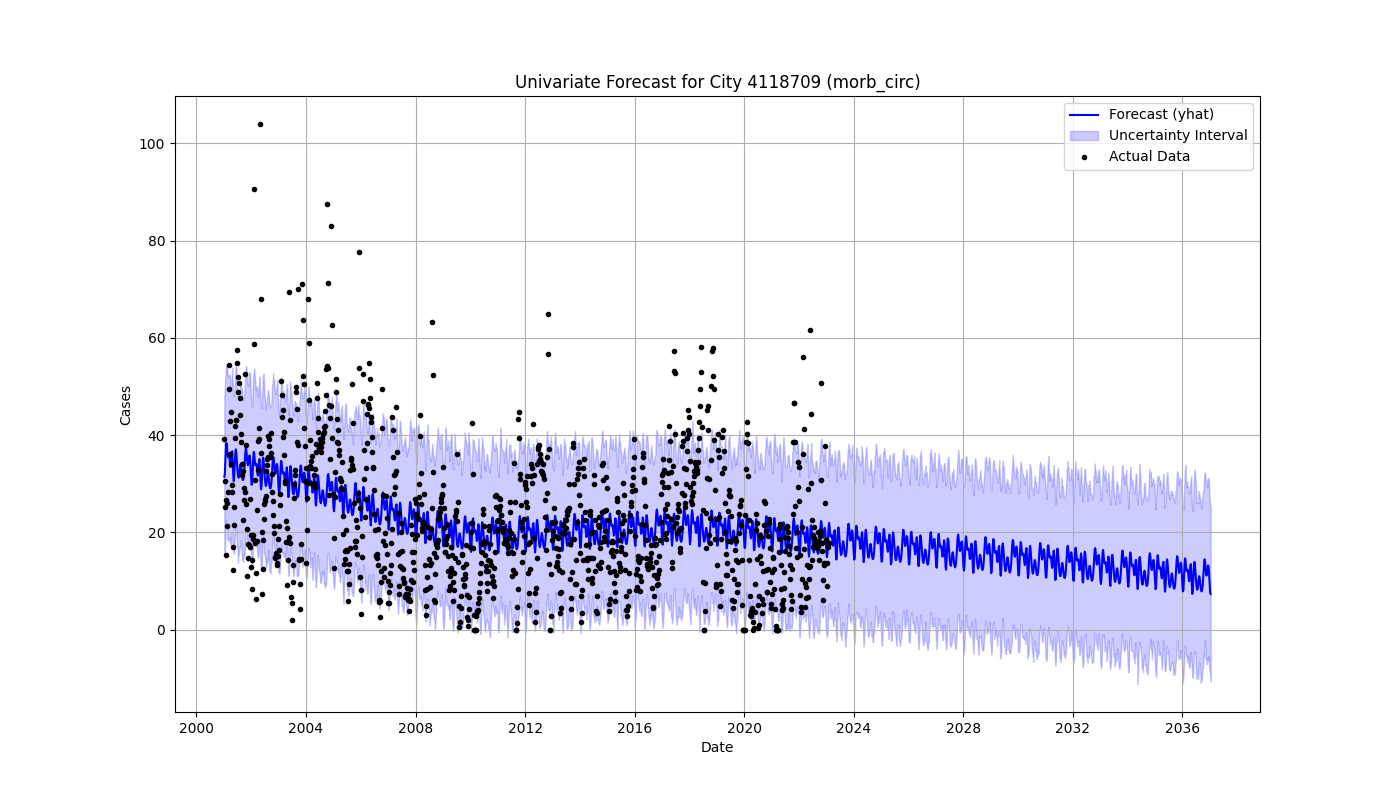 Univariate Forecast for City 4118709 (morb_circ)
Forecast (yhat)
Uncertainty Interval
Actual Data
100
80
60
40
20
0
Cases
2000 2004 2008 2012 2016 2020 2024 2028 2032 2036
Date